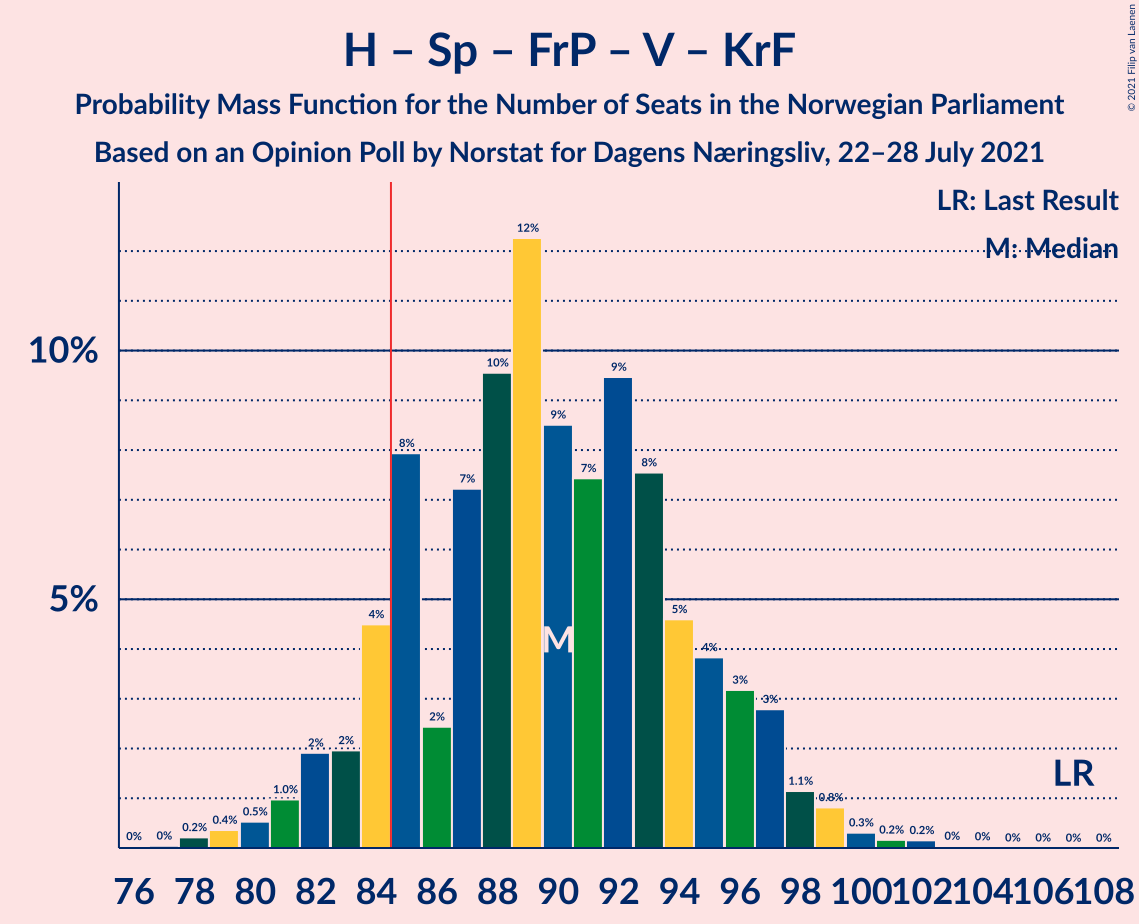 H – Sp – FrP – V – KrF
Probability Mass Function for the Number of Seats in the Norwegian Parliament
Based on an Opinion Poll by Norstat for Dagens Næringsliv, 22–28 July 2021
© 2021 Filip van Laenen
LR: Last Result
M: Median
10%
5%
0% 0% 0.2% 0.4% 0.5% 1.0% 2% 2% 4% 8% 2% 7% 10% 12% 9% 7% 9% 8% 5% 4% 3% 3% 1.1% 0.8% 0.3% 0.2% 0.2% 0% 0% 0% 0% 0% 0%
M
LR
76 78 80 82 84 86 88 90 92 94 96 98 100 102 104 106 108